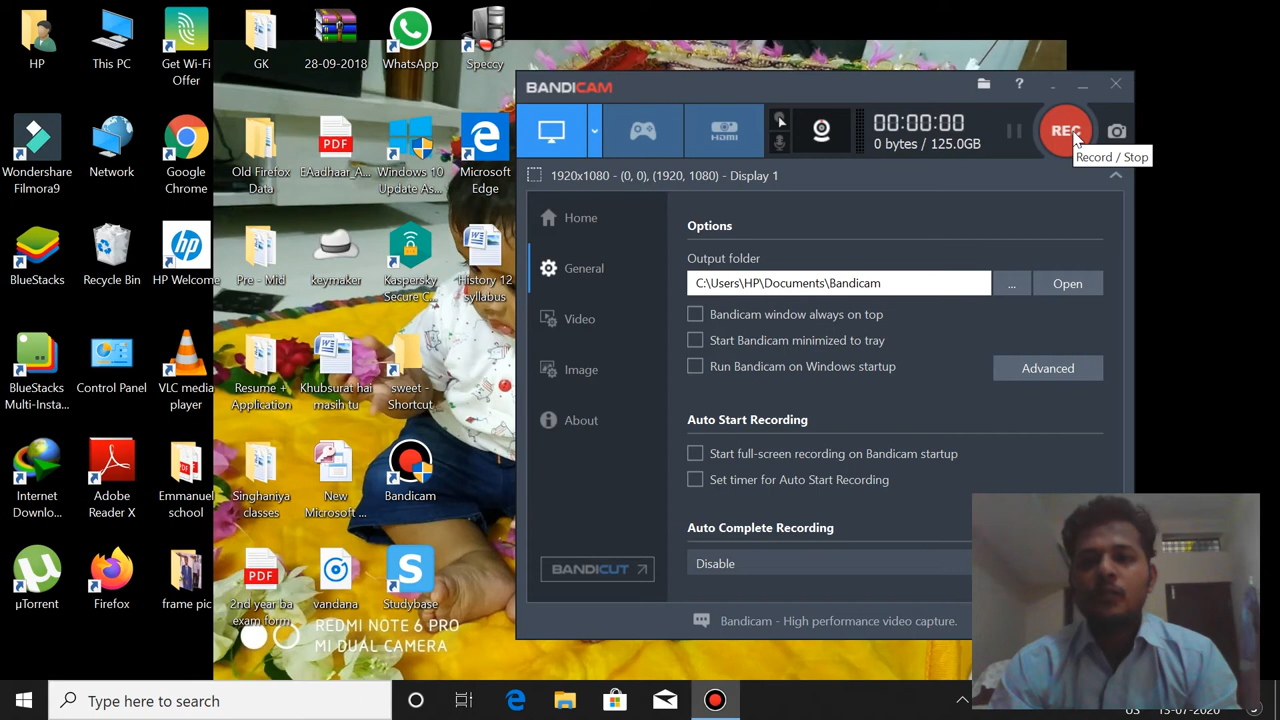 HP
This PC
Get Wi-Fi
Offer
GK
28-09-2018
WhatsApp
Speccy
Wondershare
Filmora9
Network
Google
Chrome
Old Firefox
Data
PDF
EAadhaar_A...
Windows 10
Update As...
Microsoft
Edge
BlueStacks
Recycle Bin
HP Welcome
Pre - Mid
keymaker
Kaspersky
Secure C...
History 12
syllabus
BlueStacks
Multi-Insta...
Control Panel
VLC media
player
Resume +
Application
Khubsurat hai
masih tu
sweet -
Shortcut
Internet
Downlo...
Adobe
Reader X
Emmanuel
school
Singhaniya
classes
New
Microsoft ...
Bandicam
µTorrent
Firefox
frame pic
PDF
2nd year ba
exam form
vandana
Studybase
REDMI NOTE 6 PRO
MI DUAL CAMERA
BANDICAM
HDMI
00:00:00
0 bytes / 125.0GB
REC
Record / Stop
1920x1080 - (0, 0), (1920, 1080) - Display 1
Home
General
Video
Image
About
BANDICUT
Options
Output folder
C:\Users\HP\Documents\Bandicam
...
Open
Bandicam window always on top
Start Bandicam minimized to tray
Run Bandicam on Windows startup
Advanced
Auto Start Recording
Start full-screen recording on Bandicam startup
Set timer for Auto Start Recording
Auto Complete Recording
Disable
Bandicam - High performance video capture.
Type here to search